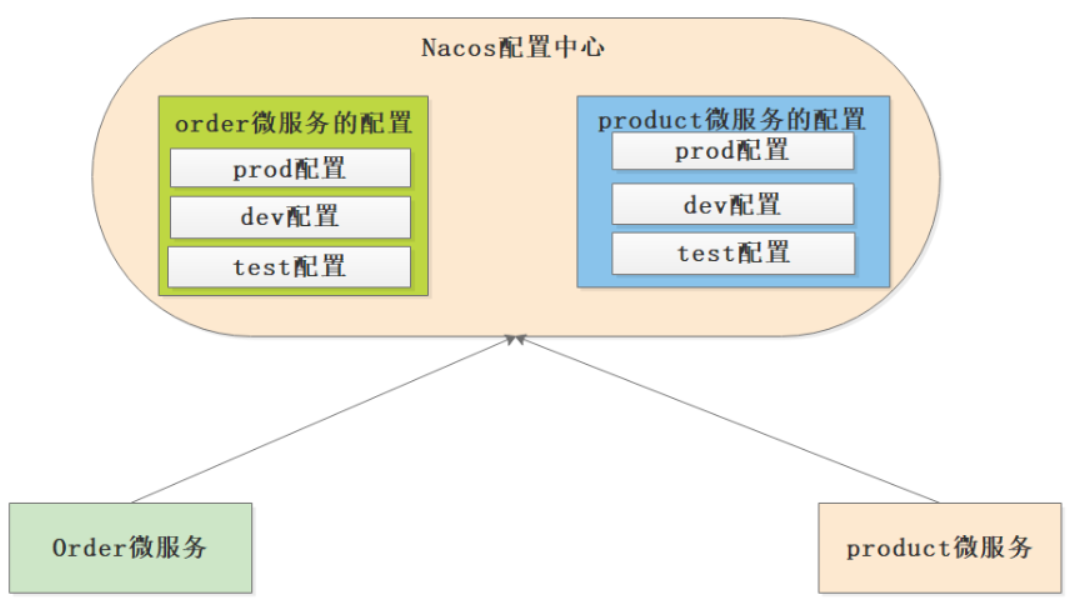 Nacos配置中心
order微服务的配置
prod配置
dev配置
test配置
product微服务的配置
prod配置
dev配置
test配置
Order微服务
product微服务